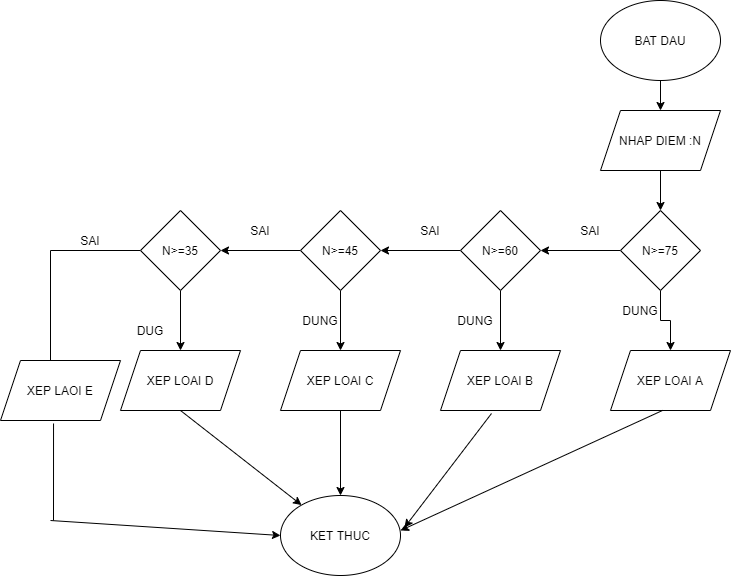 BAT DAU
NHAP DIEM :N
SAI
SAI
SAI
SAI
N>=35
N>=45
N>=60
N>=75
DUG
DUNG
DUNG
DUNG
XEP LAOI E
XEP LOAI D
XEP LOAI C
XEP LOAI B
XEP LOAI A
KET THUC